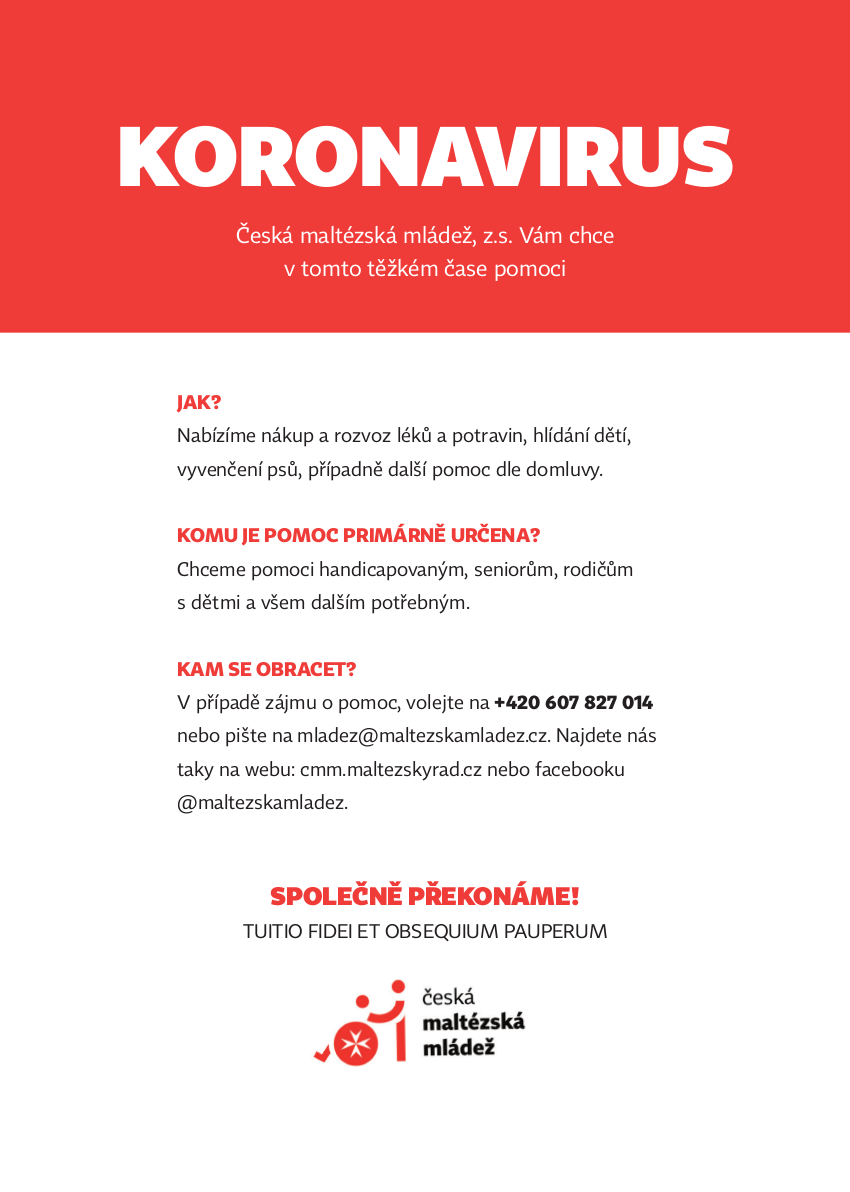 KORONAVIRUS
Česká maltézská mládež, z.s. Vám chce
v tomto těžkém čase pomoci
JAK?
Nabízíme nákup a rozvoz léků a potravin, hlídání dětí,
vyvenčení psů, případně další pomoc dle domluvy.
KOMU JE POMOC PRIMÁRNĚ URČENA?
Chceme pomoci handicapovaným, seniorům, rodičům
s dětmi a všem dalším potřebným.
KAM SE OBRACET?
V případě zájmu o pomoc, volejte na +420 607 827 014
nebo pište na mladez@maltezskamladez.cz. Najdete nás
taky na webu: cmm.maltezskyrad.cz nebo facebooku
@maltezskamladez.
SPOLEČNĚ PŘEKONÁME!
TUITIO FIDEI ET OBSEQUIUM PAUPERUM
česká
maltézská
mládež